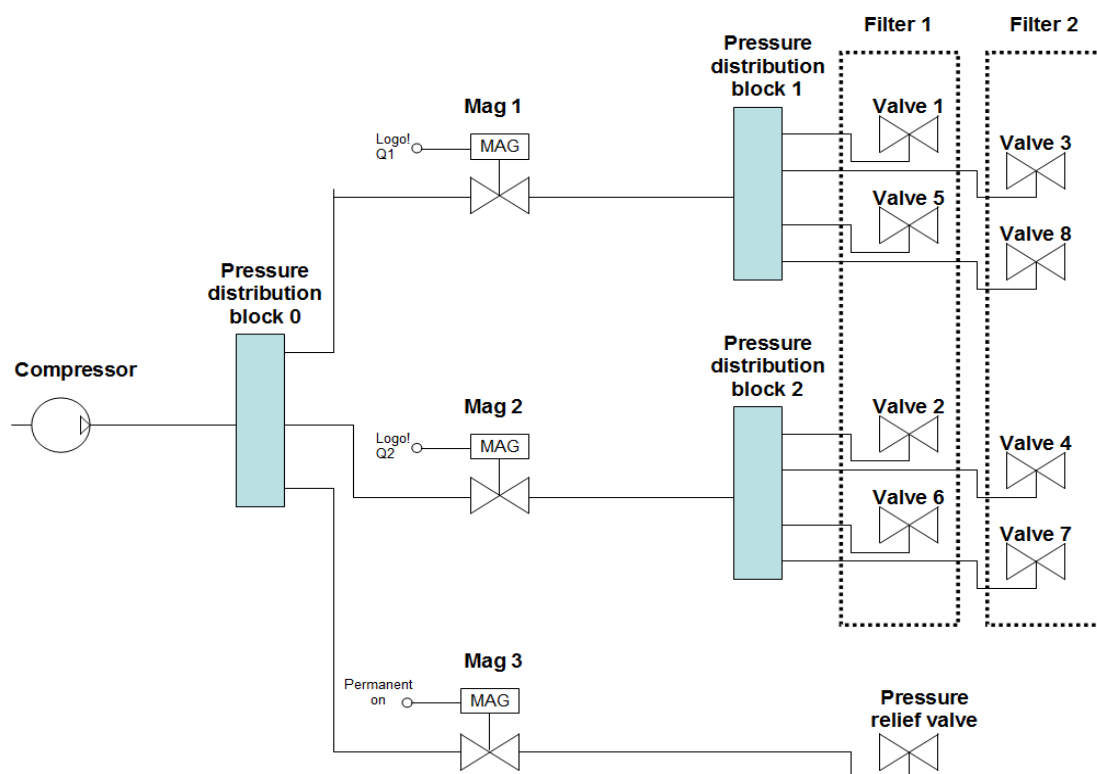 Filter 1
Filter 2
Pressure
distribution
block 1
Mag 1
Valve 1
Logo!
Q1
MAG
Valve 3
Valve 5
Valve 8
Pressure
distribution
block 0
Pressure
distribution
block 2
Compressor
Mag 2
Valve 2
Logo!
Q2
MAG
Valve 4
Valve 6
Valve 7
Mag 3
Permanent
on
MAG
Pressure
relief valve